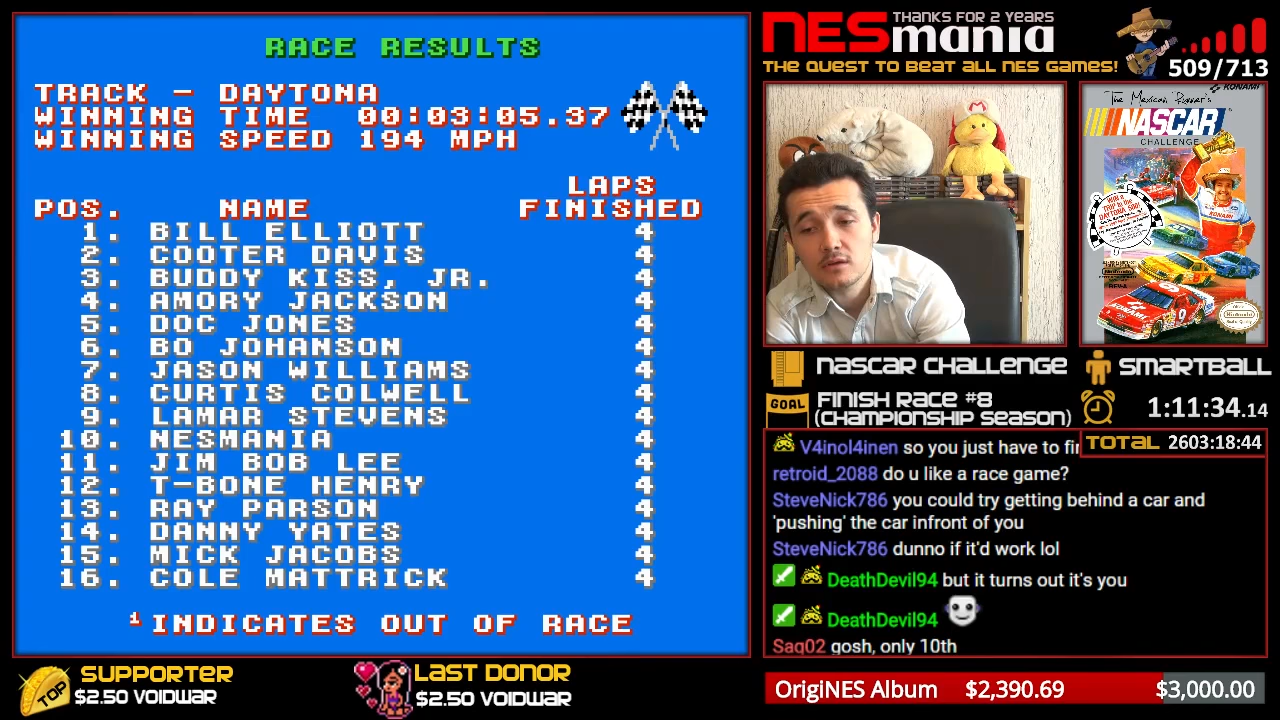 RACE RESULTS
TRACK - DAYTONA
WINNING TIME 00:03:05.37
WINNING SPEED 194 MPH
LAPS
POS. NAME FINISHED
1. BILL ELLIOTT 4
2. COOTER DAVIS 4
3. BUDDY KISS, JR. 4
4. AMORY JACKSON 4
5. DOC JONES 4
6. BO JOHANSON 4
7. JASON WILLIAMS 4
8. CURTIS COLWELL 4
9. LAMAR STEVENS 4
10. NESMANIA 4
11. JIM BOB LEE 4
12. T-BONE HENRY 4
13. RAY PARSON 4
14. DANNY YATES 4
15. MICK JACOBS 4
16. COLE MATTRICK 4
¹INDICATES OUT OF RACE
NESmania
THANKS FOR 2 YEARS
THE QUEST TO BEAT ALL NES GAMES!
509/713
KONAMI
The Mexican Runner's
NASCAR
CHALLENGE
KONAMI
9
NASCAR CHALLENGE
SMARTBALL
GOAL
FINISH RACE #8
(CHAMPIONSHIP SEASON)
1:11:34.14
TOTAL 2603:18:44
V4inol4inen so you just have to fi
retroid_2088 do u like a race game?
SteveNick786 you could try getting behind a car and
'pushing' the car infront of you
SteveNick786 dunno if it'd work lol
DeathDevil94 but it turns out it's you
DeathDevil94
Saq02 gosh, only 10th
TOP
SUPPORTER
$2.50 VOIDWAR
LAST DONOR
$2.50 VOIDWAR
OrigiNES Album $2,390.69 $3,000.00